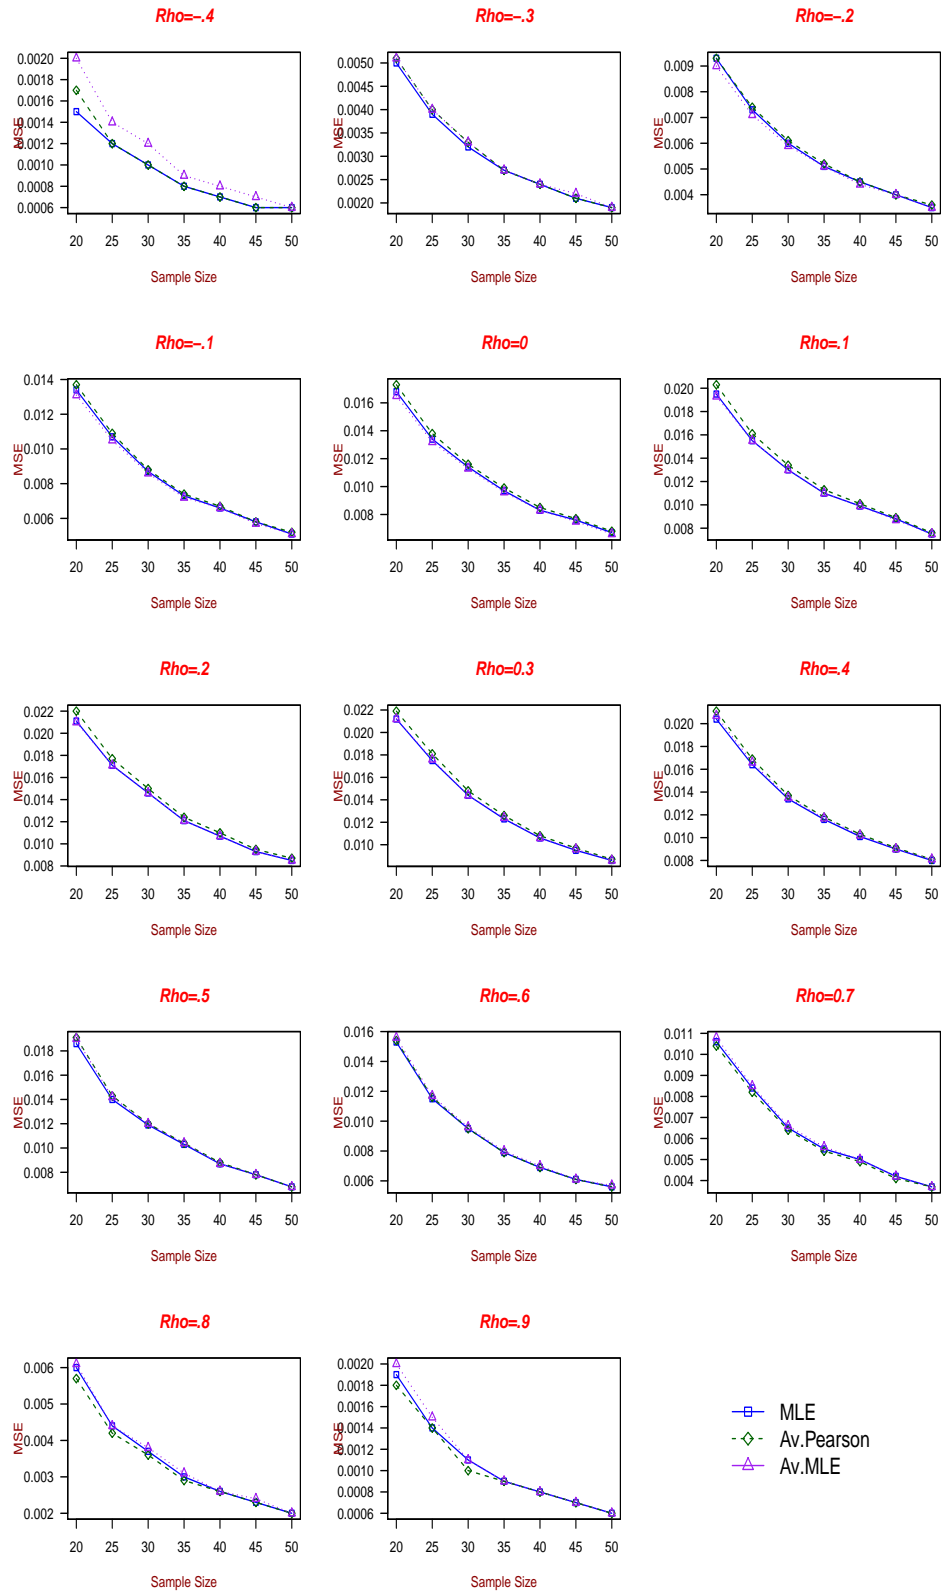 Rho=-.4
Rho=-.3
Rho=-.2
0.0020
0.0018
0.0016
0.0014
0.0012
0.0010
0.0008
0.0006
MSE
20 25 30 35 40 45 50
Sample Size
0.0050
0.0045
0.0040
0.0035
0.0030
0.0025
0.0020
MSE
20 25 30 35 40 45 50
Sample Size
0.009
0.008
0.007
0.006
0.005
0.004
MSE
20 25 30 35 40 45 50
Sample Size
Rho=-.1
Rho=0
Rho=.1
0.014
0.012
0.010
0.008
0.006
MSE
20 25 30 35 40 45 50
Sample Size
0.016
0.014
0.012
0.010
0.008
MSE
20 25 30 35 40 45 50
Sample Size
0.020
0.018
0.016
0.014
0.012
0.010
0.008
MSE
20 25 30 35 40 45 50
Sample Size
Rho=.2
Rho=0.3
Rho=.4
0.022
0.020
0.018
0.016
0.014
0.012
0.010
0.008
MSE
20 25 30 35 40 45 50
Sample Size
0.022
0.020
0.018
0.016
0.014
0.012
0.010
MSE
20 25 30 35 40 45 50
Sample Size
0.020
0.018
0.016
0.014
0.012
0.010
0.008
MSE
20 25 30 35 40 45 50
Sample Size
Rho=.5
Rho=.6
Rho=0.7
0.018
0.016
0.014
0.012
0.010
0.008
MSE
20 25 30 35 40 45 50
Sample Size
0.016
0.014
0.012
0.010
0.008
0.006
MSE
20 25 30 35 40 45 50
Sample Size
0.011
0.010
0.009
0.008
0.007
0.006
0.005
0.004
MSE
20 25 30 35 40 45 50
Sample Size
Rho=.8
Rho=.9
0.006
0.005
0.004
0.003
0.002
MSE
20 25 30 35 40 45 50
Sample Size
0.0020
0.0018
0.0016
0.0014
0.0012
0.0010
0.0008
0.0006
MSE
20 25 30 35 40 45 50
Sample Size
MLE
Av.Pearson
Av.MLE